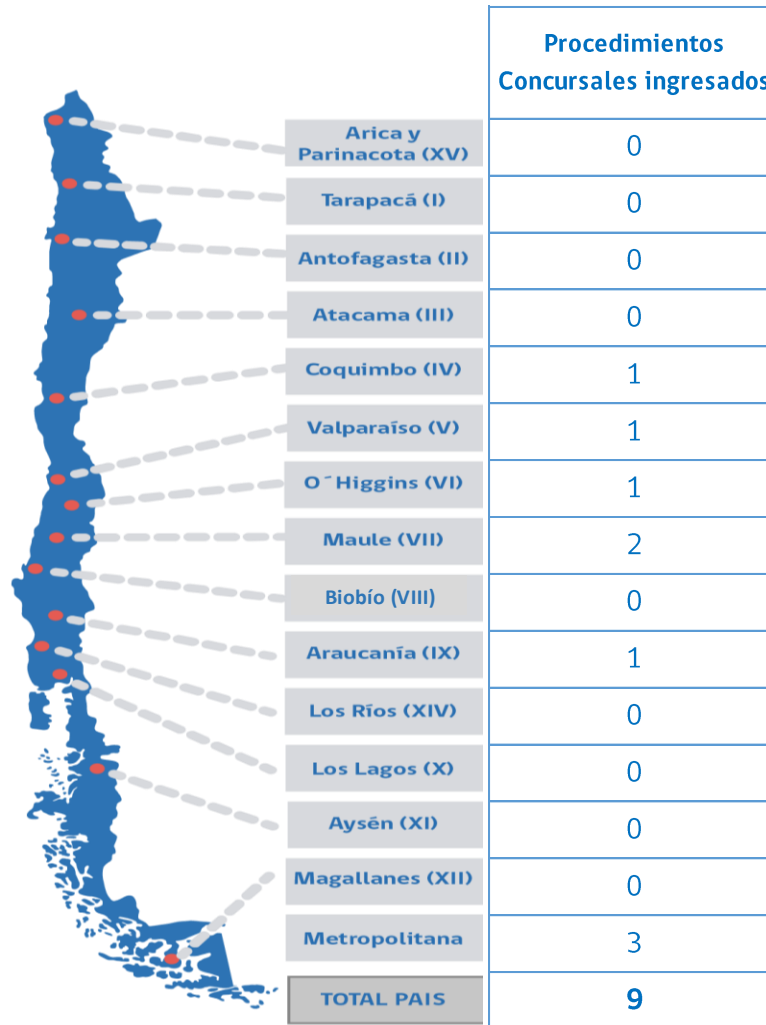 Procedimientos
Concursales ingresados
Arica y
Parinacota (XV) 0
Tarapacá (I) 0
Antofagasta (II) 0
Atacama (III) 0
Coquimbo (IV) 1
Valparaíso (V) 1
O´Higgins (VI) 1
Maule (VII) 2
Biobío (VIII) 0
Araucanía (IX) 1
Los Ríos (XIV) 0
Los Lagos (X) 0
Aysén (XI) 0
Magallanes (XII) 0
Metropolitana 3
TOTAL PAIS 9